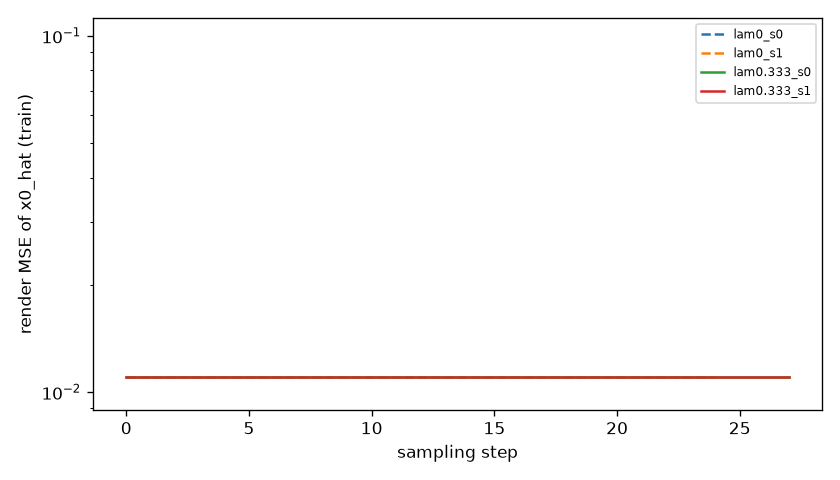 10⁻¹
10⁻²
render MSE of x0_hat (train)
lam0_s0
lam0_s1
lam0.333_s0
lam0.333_s1
0 5 10 15 20 25
sampling step